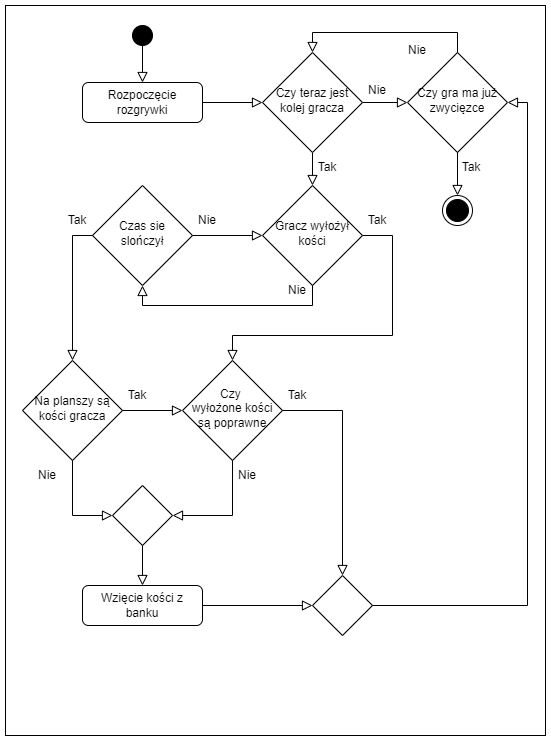 Nie
Rozpoczęcie
rozgrywki
Czy teraz jest
kolej gracza
Nie
Czy gra ma już
zwycięzce
Tak
Tak
Tak
Czas sie
slończył
Nie
Gracz wyłożył
kości
Tak
Nie
Na planszy są
kości gracza
Tak
Czy
wyłożone kości
są poprawne
Tak
Nie
Nie
Wzięcie kości z
banku